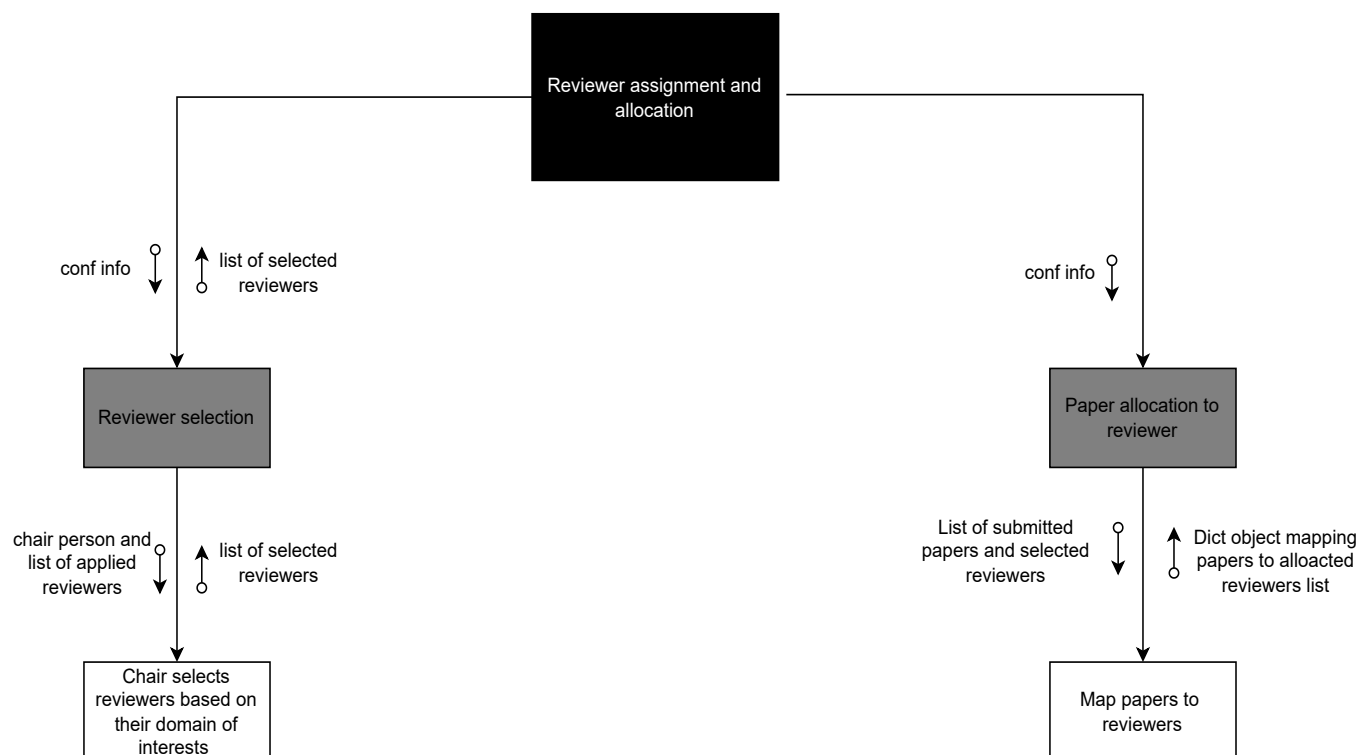 Reviewer assignment and
allocation
conf info
list of selected
reviewers
conf info
Reviewer selection
Paper allocation to
reviewer
chair person and
list of applied
reviewers
list of selected
reviewers
List of submitted
papers and selected
reviewers
Dict object mapping
papers to alloacted
reviewers list
Chair selects
reviewers based on
their domain of
interests
Map papers to
reviewers